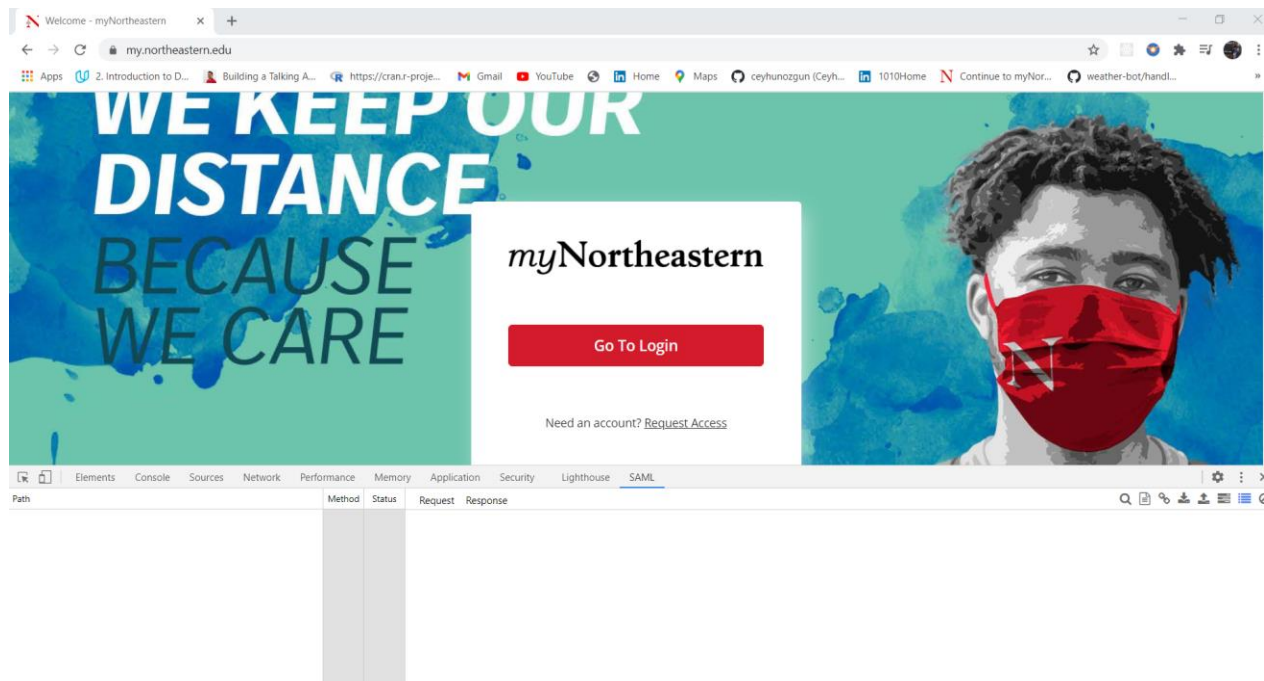 Welcome - myNortheastern
my.northeastern.edu
Apps 2. Introduction to D... Building a Talking A... https://cran.r-proje... Gmail YouTube Home Maps ceyhunozgun (Ceyh... 1010Home Continue to myNor... weather-bot/handl... »
WE KEEP OUR
DISTANCE
BECAUSE
WE CARE
myNortheastern
Go To Login
Need an account? Request Access
N
Elements Console Sources Network Performance Memory Application Security Lighthouse SAML
Path Method Status Request Response